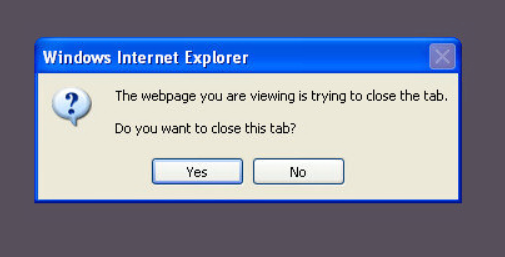 Windows Internet Explorer
The webpage you are viewing is trying to close the tab.
Do you want to close this tab?
Yes
No